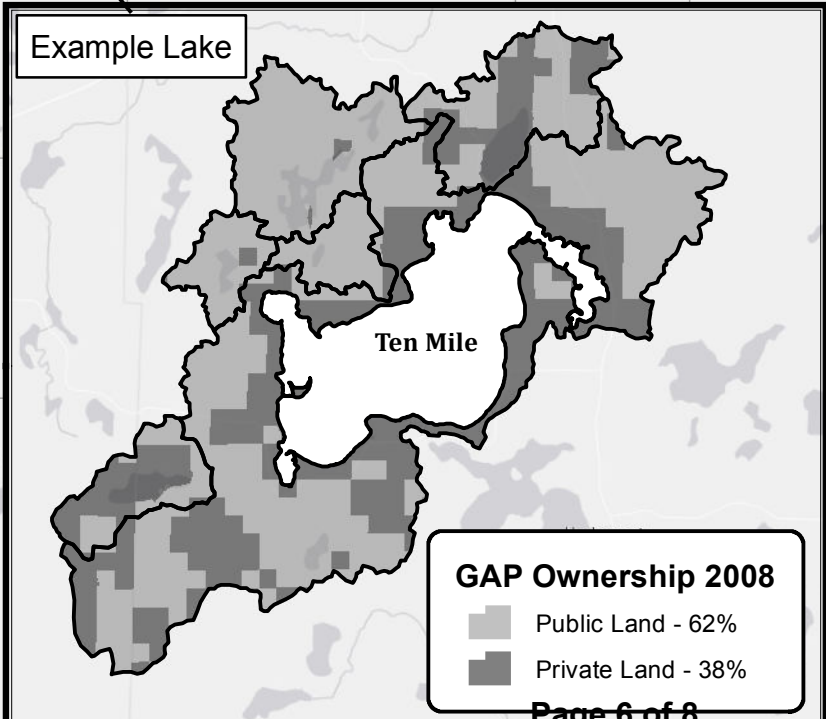 Example Lake
Ten Mile
GAP Ownership 2008
Public Land - 62%
Private Land - 38%
Page 6 of 8